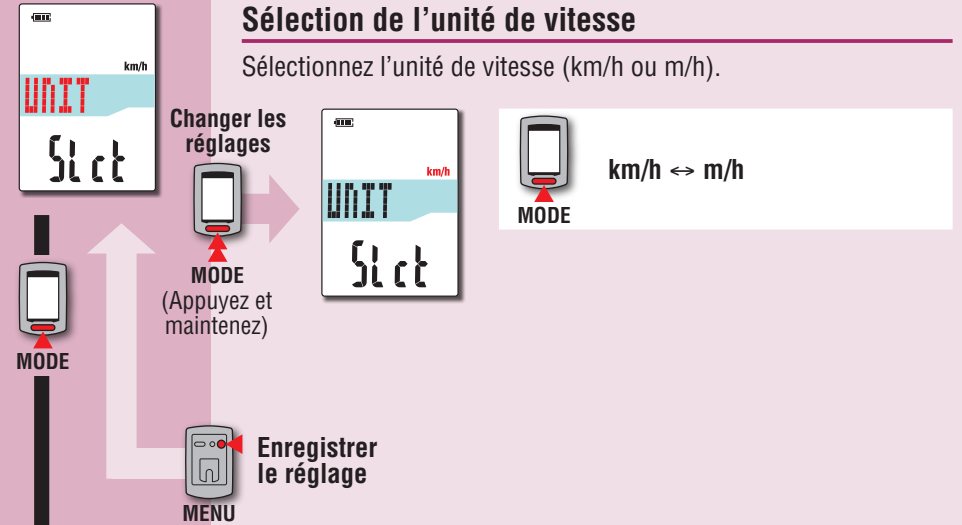 Sélection de l'unité de vitesse
Sélectionnez l'unité de vitesse (km/h ou m/h).
km/h
UNIT
Slct
Changer les
réglages
MODE
(Appuyez et
maintenez)
km/h
UNIT
Slct
km/h ↔ m/h
MODE
MODE
Enregistrer
le réglage
MENU